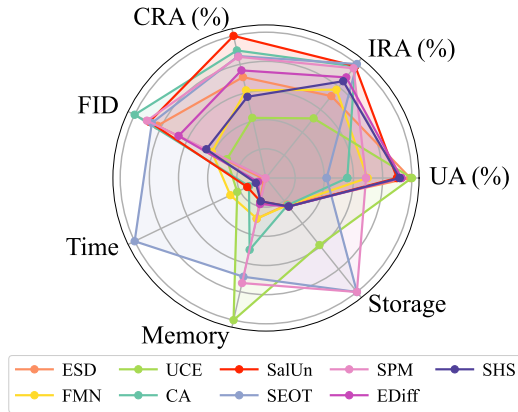 CRA (%)
IRA (%)
FID
UA (%)
Time
Storage
Memory
ESD UCE SalUn SPM SHS
FMN CA SEOT EDiff